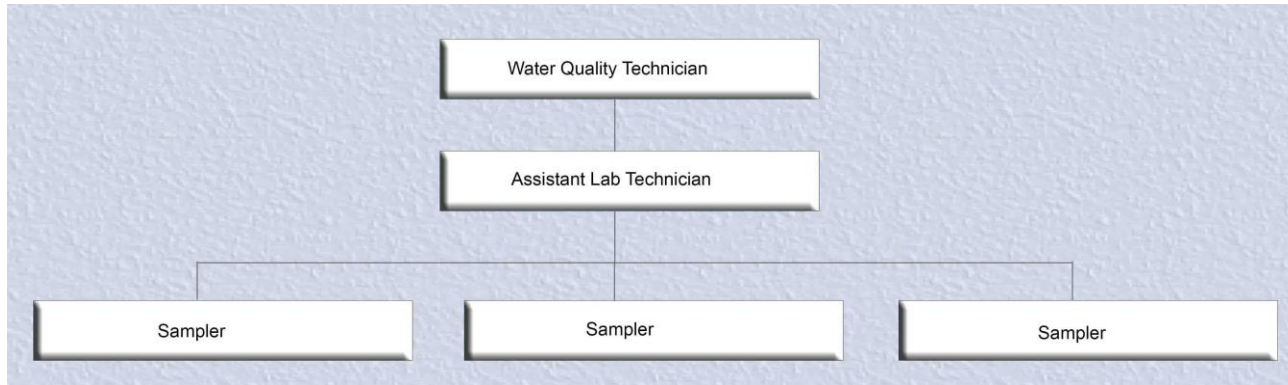 Water Quality Technician
Assistant Lab Technician
Sampler
Sampler
Sampler